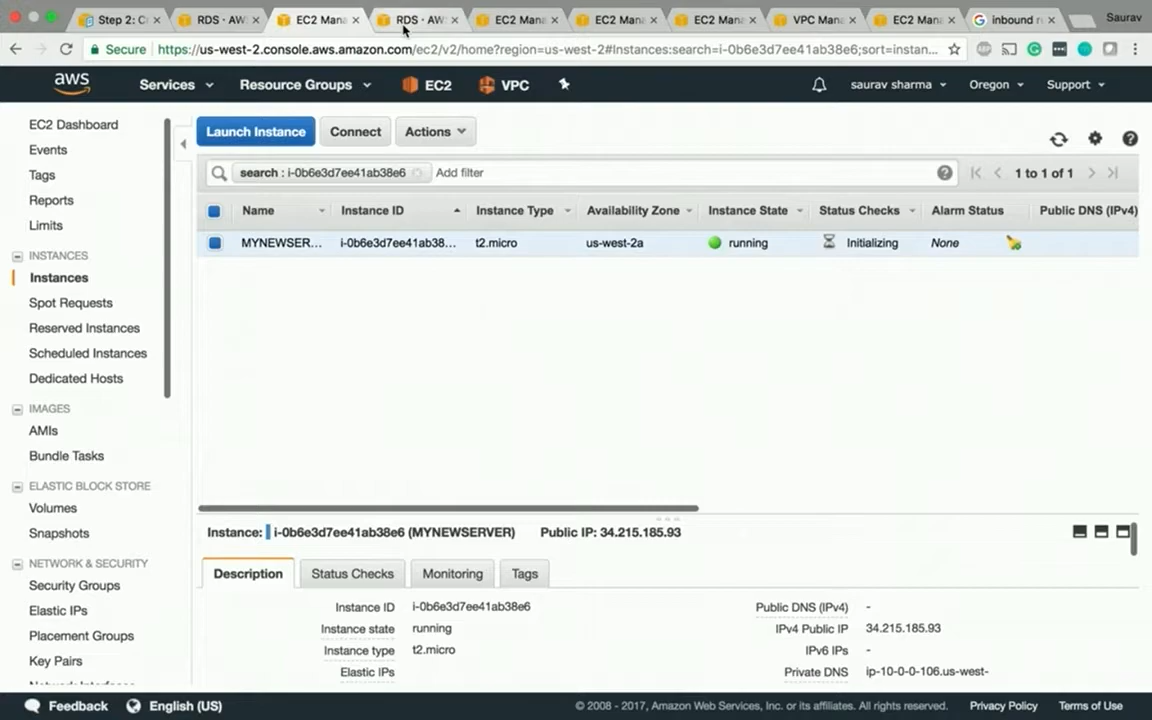 Step 2: C
RDS · AW
EC2 Mana
RDS · AW
EC2 Mana
EC2 Mana
EC2 Mana
VPC Man
EC2 Mana
inbound r
Saurav
Secure
https://us-west-2.console.aws.amazon.com/ec2/v2/home?region=us-west-2#Instances:search=i-0b6e3d7ee41ab38e6;sort=instan...
aws
Services
Resource Groups
EC2
VPC
saurav sharma
Oregon
Support
EC2 Dashboard
Events
Tags
Reports
Limits
INSTANCES
Instances
Spot Requests
Reserved Instances
Scheduled Instances
Dedicated Hosts
IMAGES
AMIs
Bundle Tasks
ELASTIC BLOCK STORE
Volumes
Snapshots
NETWORK & SECURITY
Security Groups
Elastic IPs
Placement Groups
Key Pairs
Launch Instance
Connect
Actions
search : i-0b6e3d7ee41ab38e6
Add filter
1 to 1 of 1
Name
Instance ID
Instance Type
Availability Zone
Instance State
Status Checks
Alarm Status
Public DNS (IPv4)
MYNEWSER...
i-0b6e3d7ee41ab38...
t2.micro
us-west-2a
running
Initializing
None
Instance: i-0b6e3d7ee41ab38e6 (MYNEWSERVER) Public IP: 34.215.185.93
Description
Status Checks
Monitoring
Tags
Instance ID i-0b6e3d7ee41ab38e6
Public DNS (IPv4) -
Instance state running
IPv4 Public IP 34.215.185.93
Instance type t2.micro
IPv6 IPs -
Elastic IPs
Private DNS ip-10-0-0-106.us-west-
Feedback
English (US)
© 2008 - 2017, Amazon Web Services, Inc. or its affiliates. All rights reserved.
Privacy Policy
Terms of Use